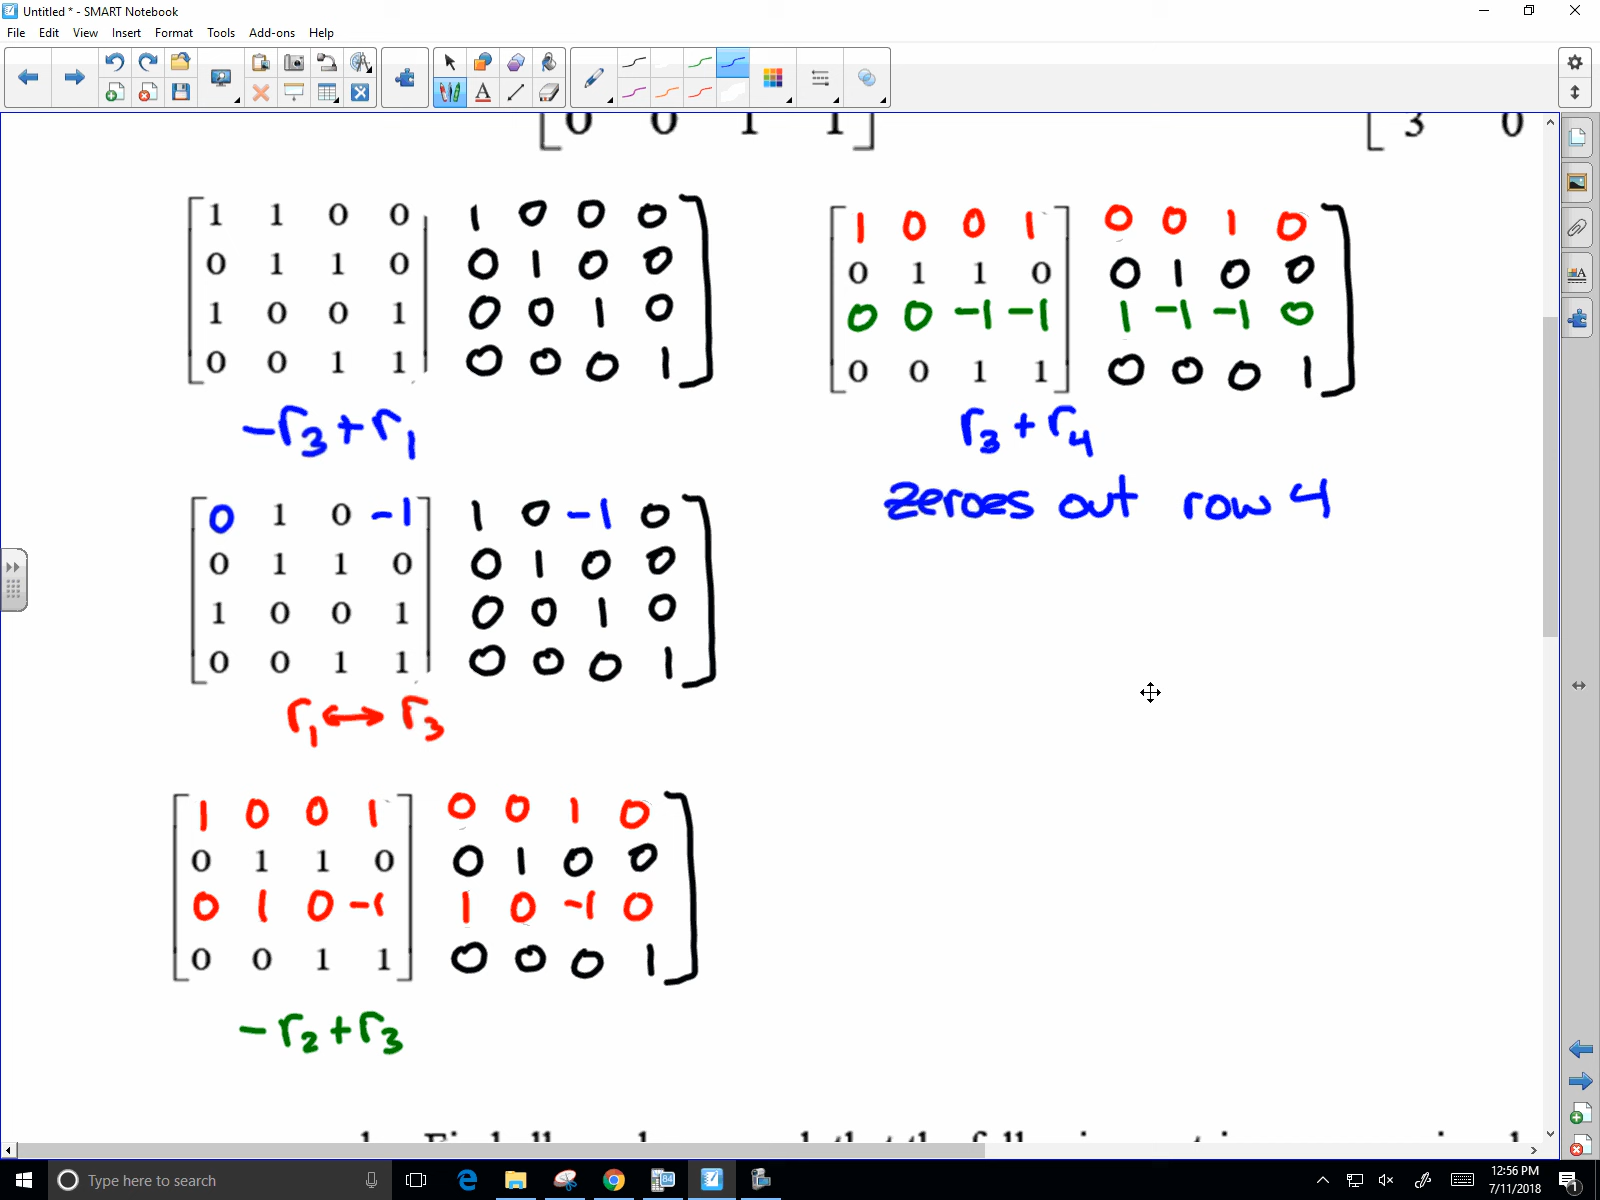 Untitled * - SMART Notebook
File Edit View Insert Format Tools Add-ons Help
0 0 1 1
3 0
1 1 0 0 1 0 0 0
0 1 1 0 0 1 0 0
1 0 0 1 0 0 1 0
0 0 1 1 0 0 0 1
-r3+r1
0 1 0 -1 1 0 -1 0
0 1 1 0 0 1 0 0
1 0 0 1 0 0 1 0
0 0 1 1 0 0 0 1
r1↔r3
1 0 0 1 0 0 1 0
0 1 1 0 0 1 0 0
0 1 0 -1 1 0 -1 0
0 0 1 1 0 0 0 1
-r2+r3
1 0 0 1 0 0 1 0
0 1 1 0 0 1 0 0
0 0 -1 -1 1 -1 -1 0
0 0 1 1 0 0 0 1
r3+r4
zeroes out row 4
Type here to search
84
12:56 PM
7/11/2018
1